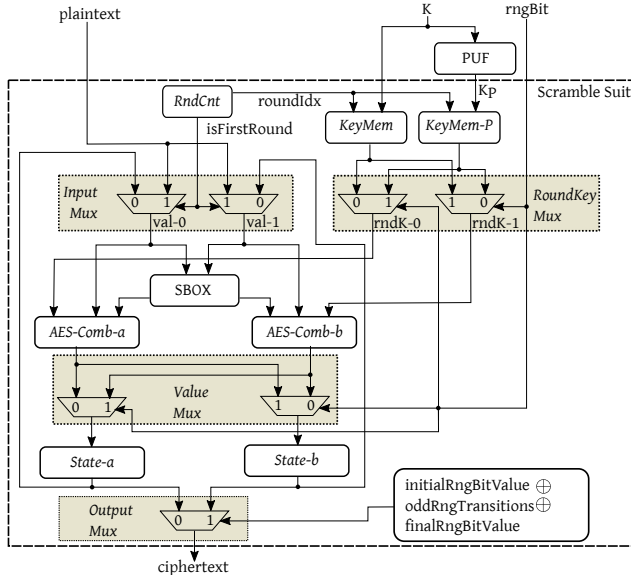 K
rngBit
plaintext
PUF
Scramble Suit
KP
RndCnt
roundIdx
KeyMem
KeyMem-P
isFirstRound
Input
Mux
0 1
1 0
0 1
1 0
RoundKey
Mux
val-0
val-1
rndK-0
rndK-1
SBOX
AES-Comb-a
AES-Comb-b
Value
Mux
0 1
1 0
State-a
State-b
initialRngBitValue ⊕
oddRngTransitions ⊕
finalRngBitValue
Output
Mux
0 1
ciphertext